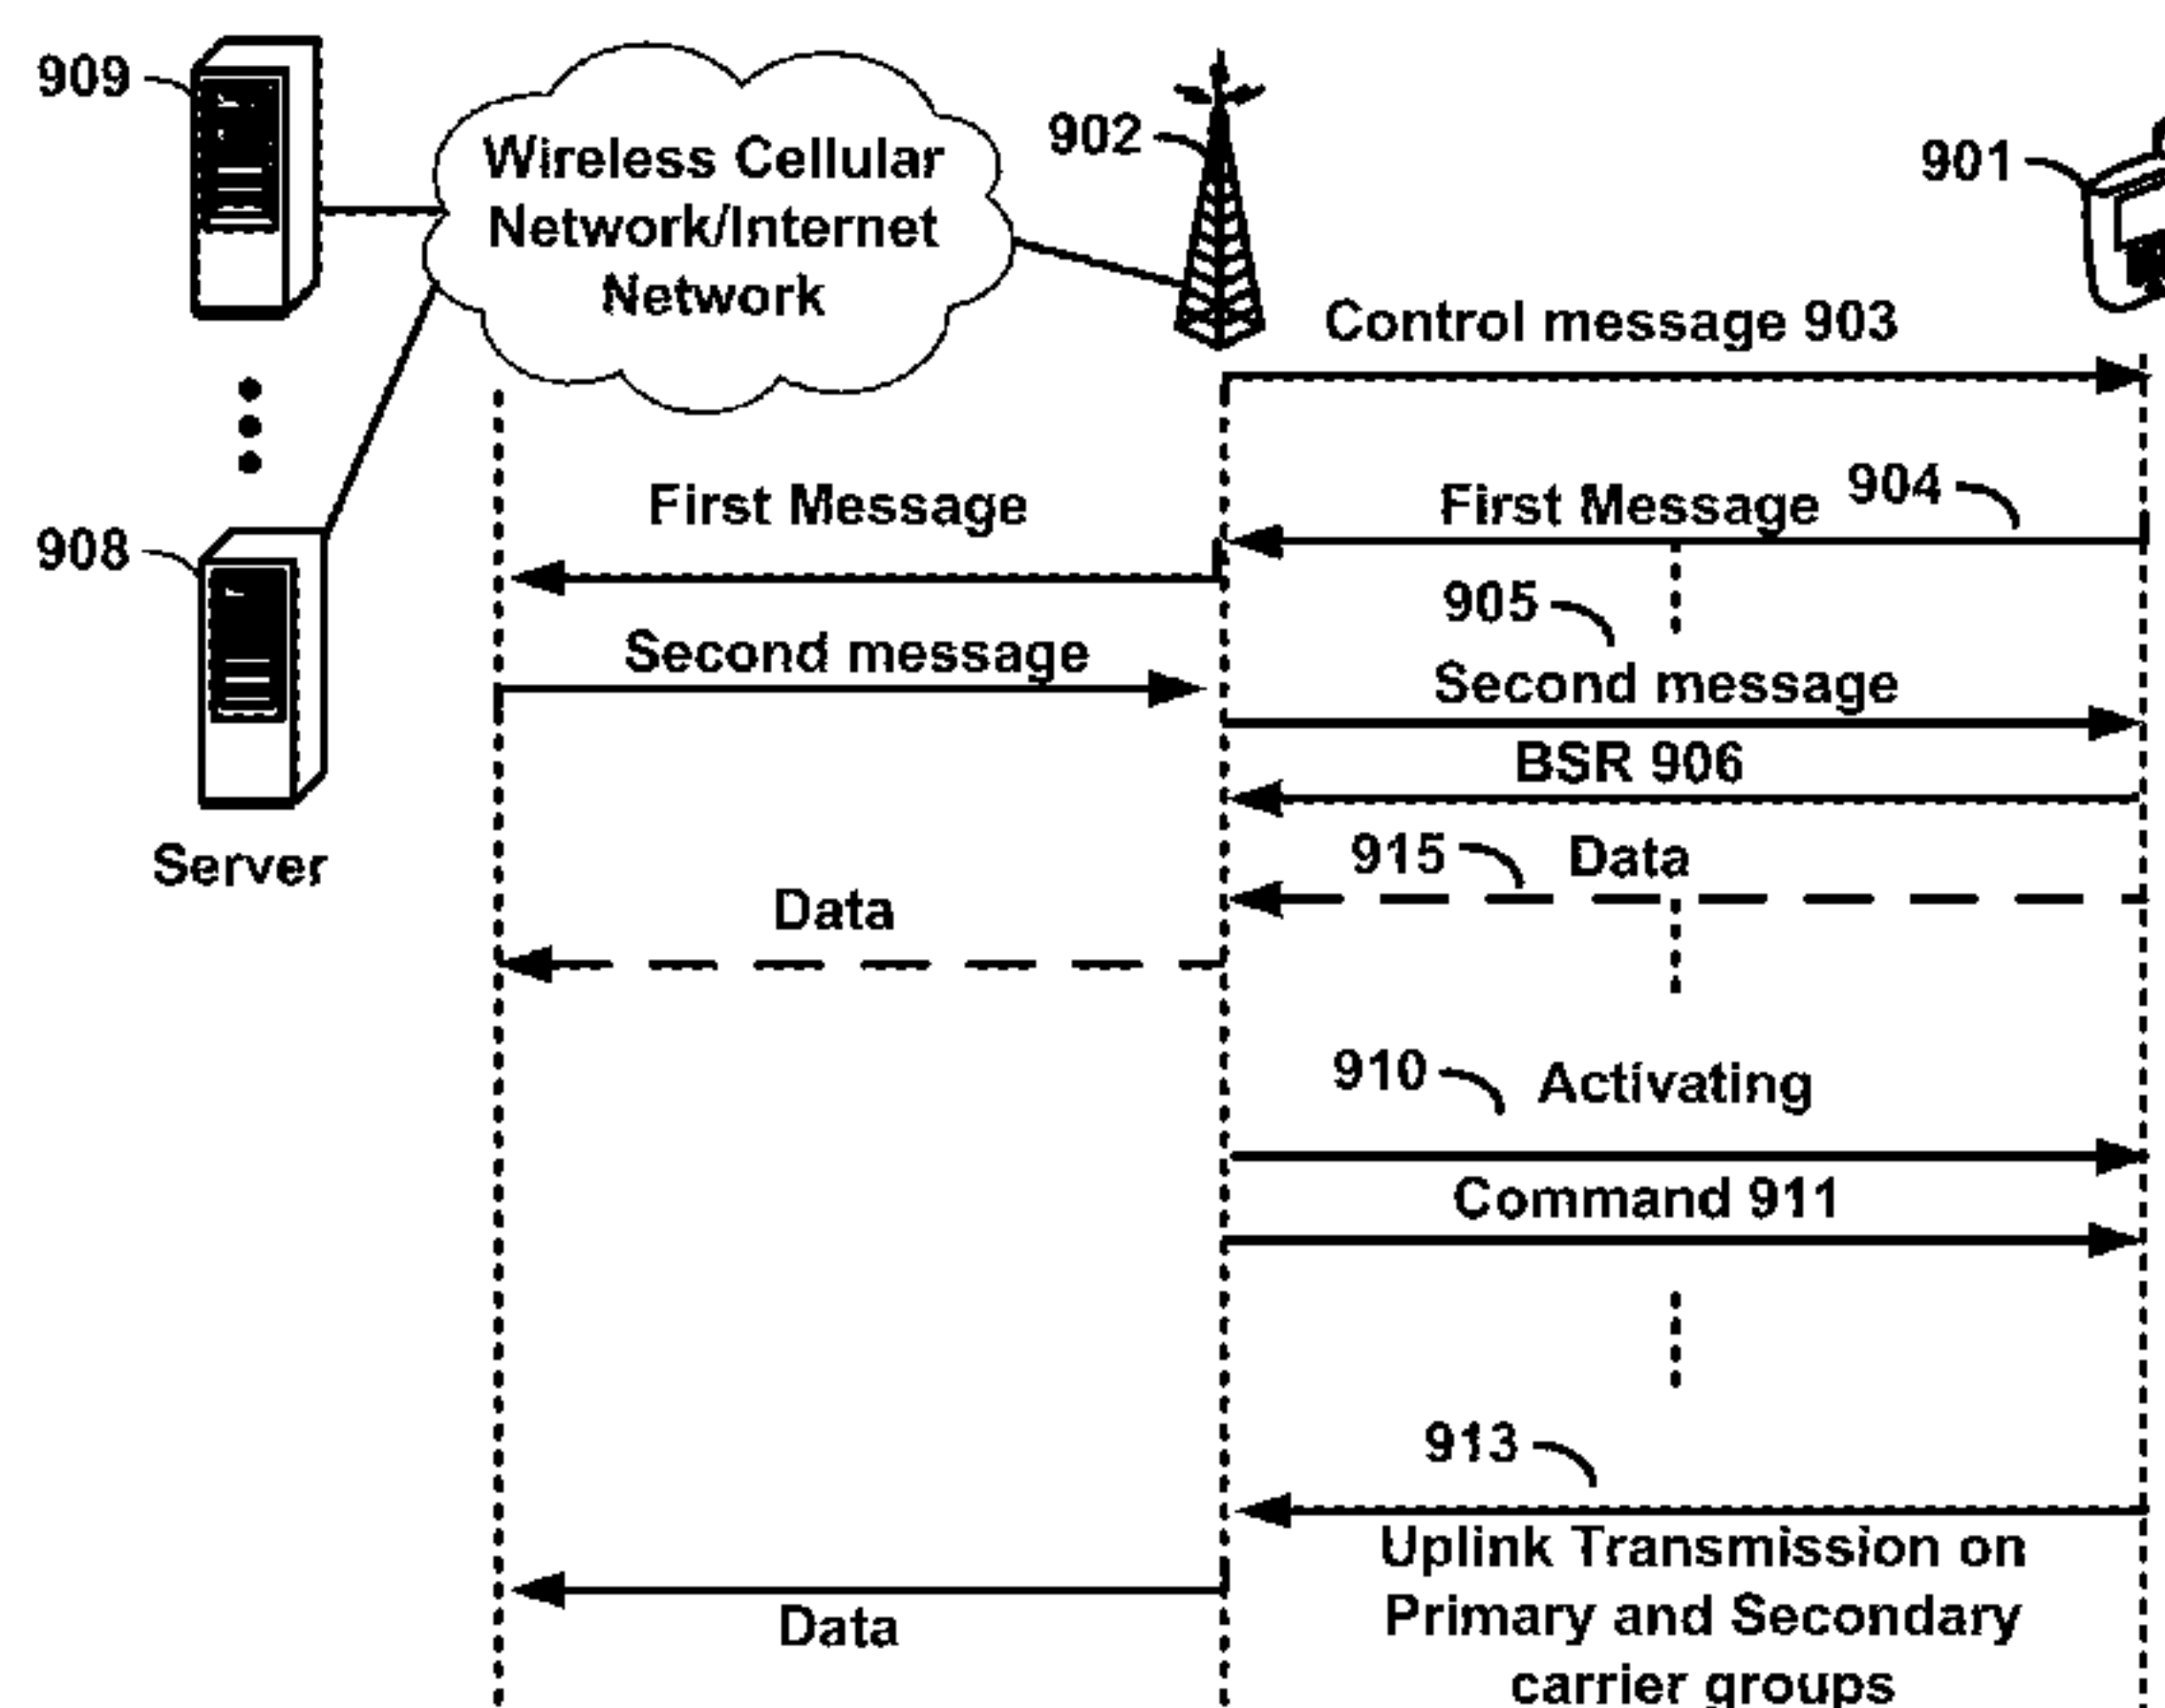 909
Wireless Cellular
Network/Internet
Network
902
901
Control message 903
First Message
First Message 904
908
905
Second message
Second message
BSR 906
915 Data
Server
Data
910 Activating
Command 911
913
Uplink Transmission on
Primary and Secondary
carrier groups
Data